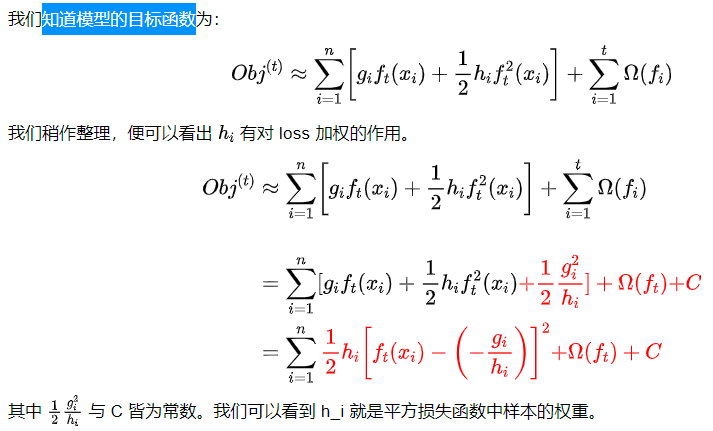 我们知道模型的目标函数为:
$Obj^{(t)} \approx \sum_{i=1}^{n} \left[ g_i f_t(x_i) + \frac{1}{2} h_i f_t^2(x_i) \right] + \sum_{i=1}^{t} \Omega(f_i)$
我们稍作整理，便可以看出 $h_i$ 有对 loss 加权的作用。
$Obj^{(t)} \approx \sum_{i=1}^{n} \left[ g_i f_t(x_i) + \frac{1}{2} h_i f_t^2(x_i) \right] + \sum_{i=1}^{t} \Omega(f_i)$
$= \sum_{i=1}^{n} [ g_i f_t(x_i) + \frac{1}{2} h_i f_t^2(x_i) + \frac{1}{2} \frac{g_i^2}{h_i} ] + \Omega(f_t) + C$
$= \sum_{i=1}^{n} \frac{1}{2} h_i \left[ f_t(x_i) - \left( -\frac{g_i}{h_i} \right) \right]^2 + \Omega(f_t) + C$
其中 $\frac{1}{2} \frac{g_i^2}{h_i}$ 与 C 皆为常数。我们可以看到 h_i 就是平方损失函数中样本的权重。